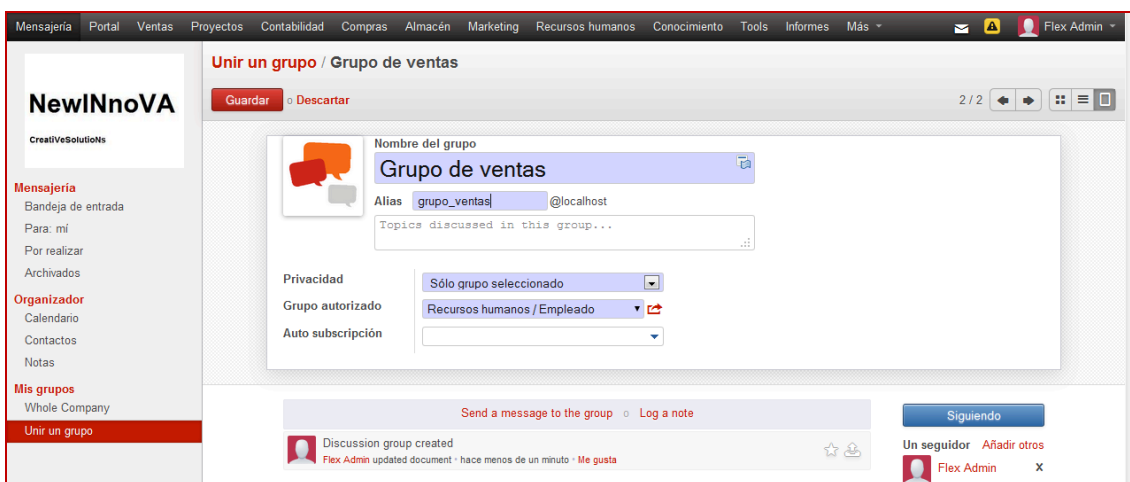 Mensajería Portal Ventas Proyectos Contabilidad Compras Almacén Marketing Recursos humanos Conocimiento Tools Informes Más Flex Admin
NewINnoVA
CreatiVeSolutioNs
Mensajería
Bandeja de entrada
Para: mí
Por realizar
Archivados
Organizador
Calendario
Contactos
Notas
Mis grupos
Whole Company
Unir un grupo
Unir un grupo / Grupo de ventas
Guardar o Descartar
2 / 2
Nombre del grupo
Grupo de ventas
Alias grupo_ventas @localhost
Topics discussed in this group...
Privacidad Sólo grupo seleccionado
Grupo autorizado Recursos humanos / Empleado
Auto subscripción
Send a message to the group o Log a note
Discussion group created
Flex Admin updated document · hace menos de un minuto · Me gusta
Siguiendo
Un seguidor Añadir otros
Flex Admin x